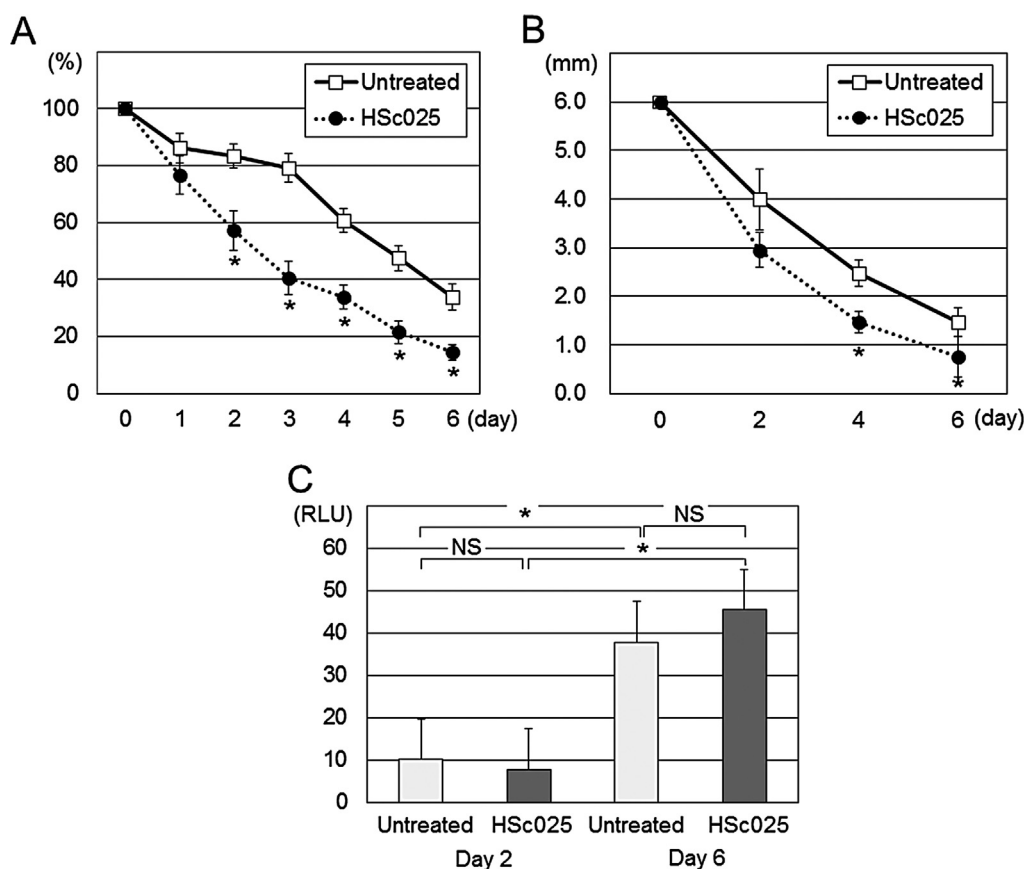 A
(%)
Untreated
HSc025
100
80
60
40
20
0
*
*
*
*
*
0 1 2 3 4 5 6 (day)
B
(mm)
Untreated
HSc025
6.0
5.0
4.0
3.0
2.0
1.0
0.0
*
*
0 2 4 6 (day)
C
(RLU)
* NS
NS *
60
50
40
30
20
10
0
Untreated HSc025 Untreated HSc025
Day 2 Day 6